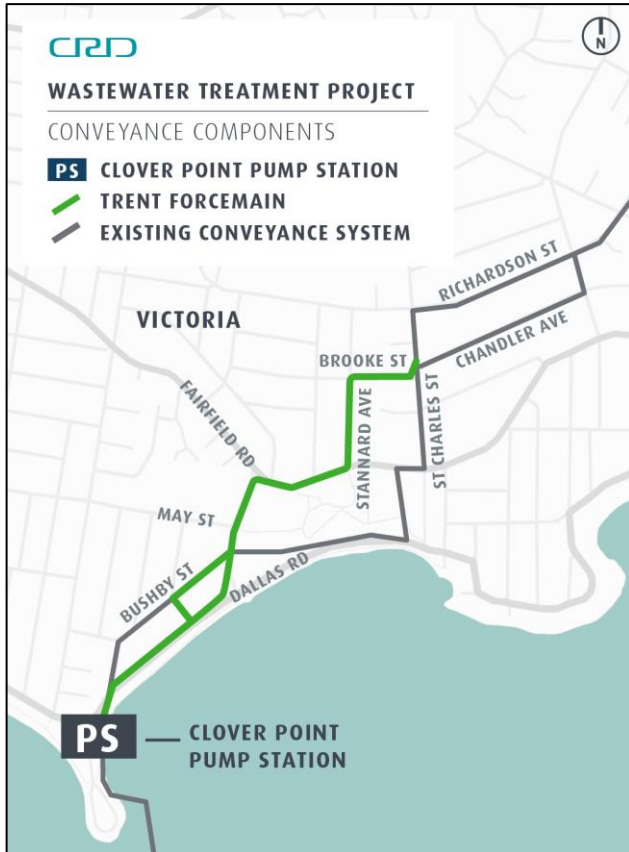 CRD
N
WASTEWATER TREATMENT PROJECT
CONVEYANCE COMPONENTS
PS CLOVER POINT PUMP STATION
TRENT FORCEMAIN
EXISTING CONVEYANCE SYSTEM
RICHARDSON ST
VICTORIA
CHANDLER AVE
BROOKE ST
FAIRFIELD RD
STANNARD AVE
ST CHARLES ST
MAY ST
BUSHBY ST
DALLAS RD
PS
CLOVER POINT
PUMP STATION